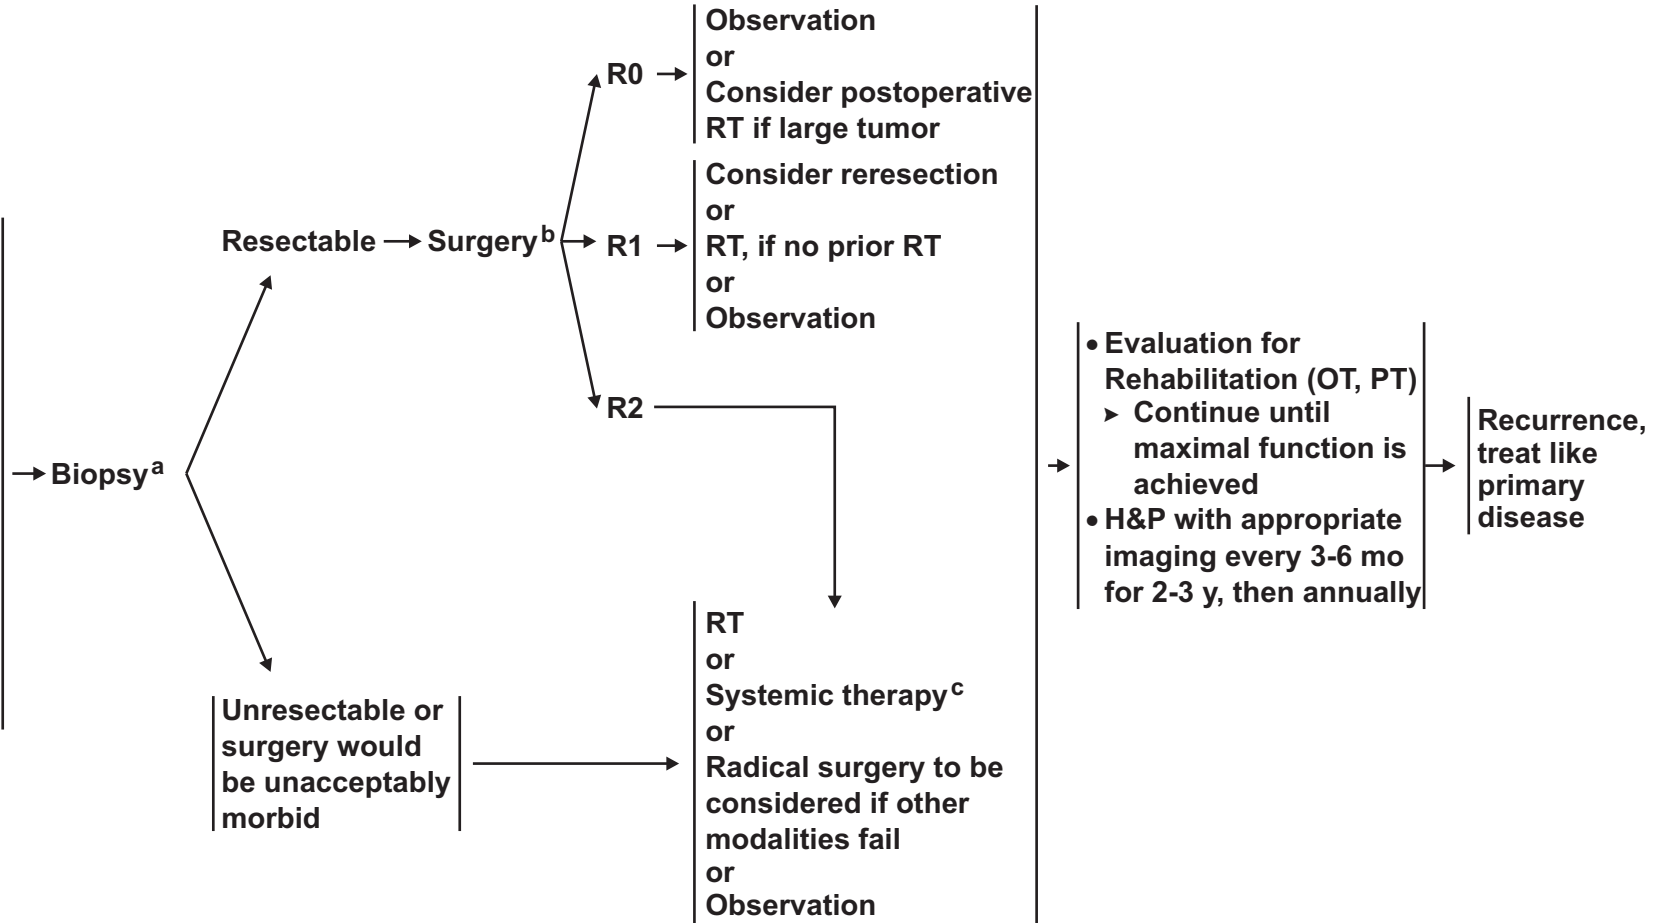 Biopsy a
Resectable
Surgery b
R0
Observation
or
Consider postoperative
RT if large tumor
R1
Consider reresection
or
RT, if no prior RT
or
Observation
R2
Unresectable or
surgery would
be unacceptably
morbid
RT
or
Systemic therapy c
or
Radical surgery to be
considered if other
modalities fail
or
Observation
• Evaluation for
Rehabilitation (OT, PT)
➤ Continue until
maximal function is
achieved
• H&P with appropriate
imaging every 3-6 mo
for 2-3 y, then annually
Recurrence,
treat like
primary
disease